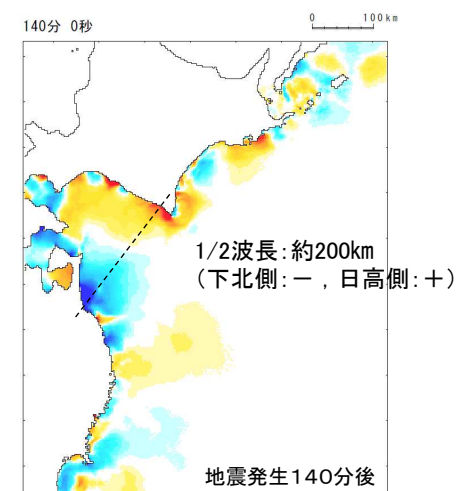 140分 0秒
0 100km
1/2波長:約200km
(下北側:－,日高側:＋)
地震発生140分後